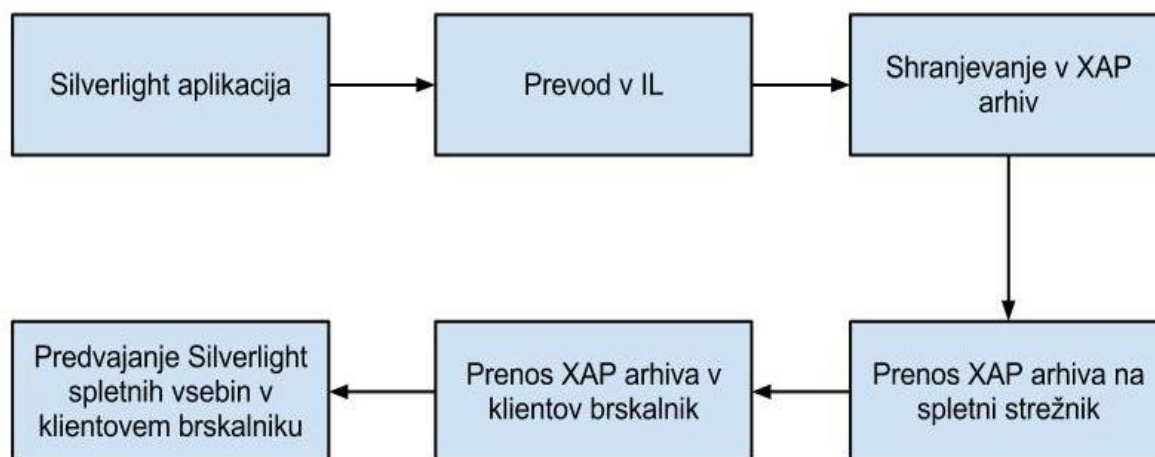 Silverlight aplikacija
Prevod v IL
Shranjevanje v XAP
arhiv
Prenos XAP arhiva na
spletni strežnik
Prenos XAP arhiva v
klientov brskalnik
Predvajanje Silverlight
spletnih vsebin v
klientovem brskalniku